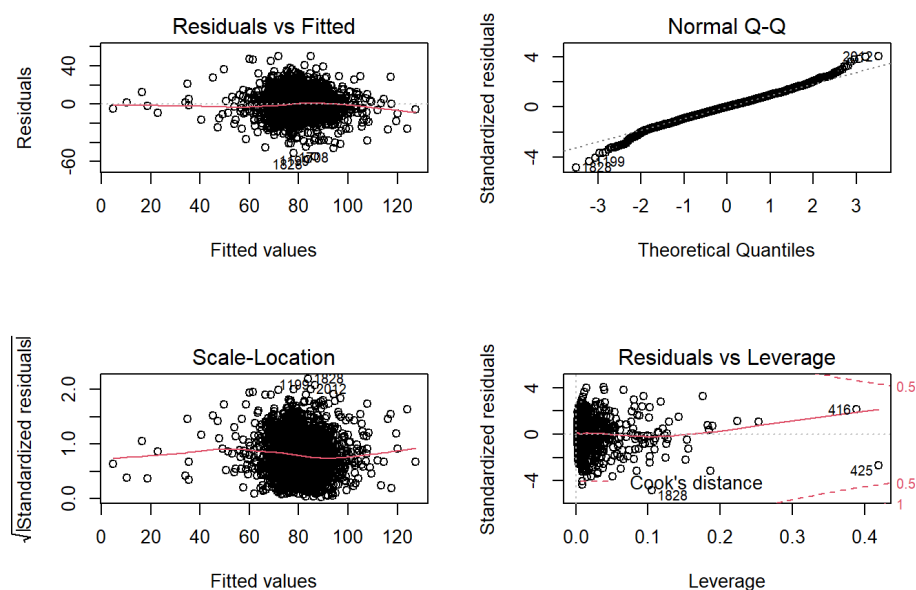 Residuals vs Fitted
Residuals
40
0
-60
1199
1708
1828
0 20 40 60 80 100 120
Fitted values
Normal Q-Q
Standardized residuals
4
0
-4
2012
1199
1828
-3 -2 -1 0 1 2 3
Theoretical Quantiles
Scale-Location
√|Standardized residuals|
2.0
1.0
0.0
1828
1199
2012
0 20 40 60 80 100 120
Fitted values
Residuals vs Leverage
Standardized residuals
4
0
-4
0.5
416
425
Cook's distance
1828
0.5
1
0.0 0.1 0.2 0.3 0.4
Leverage